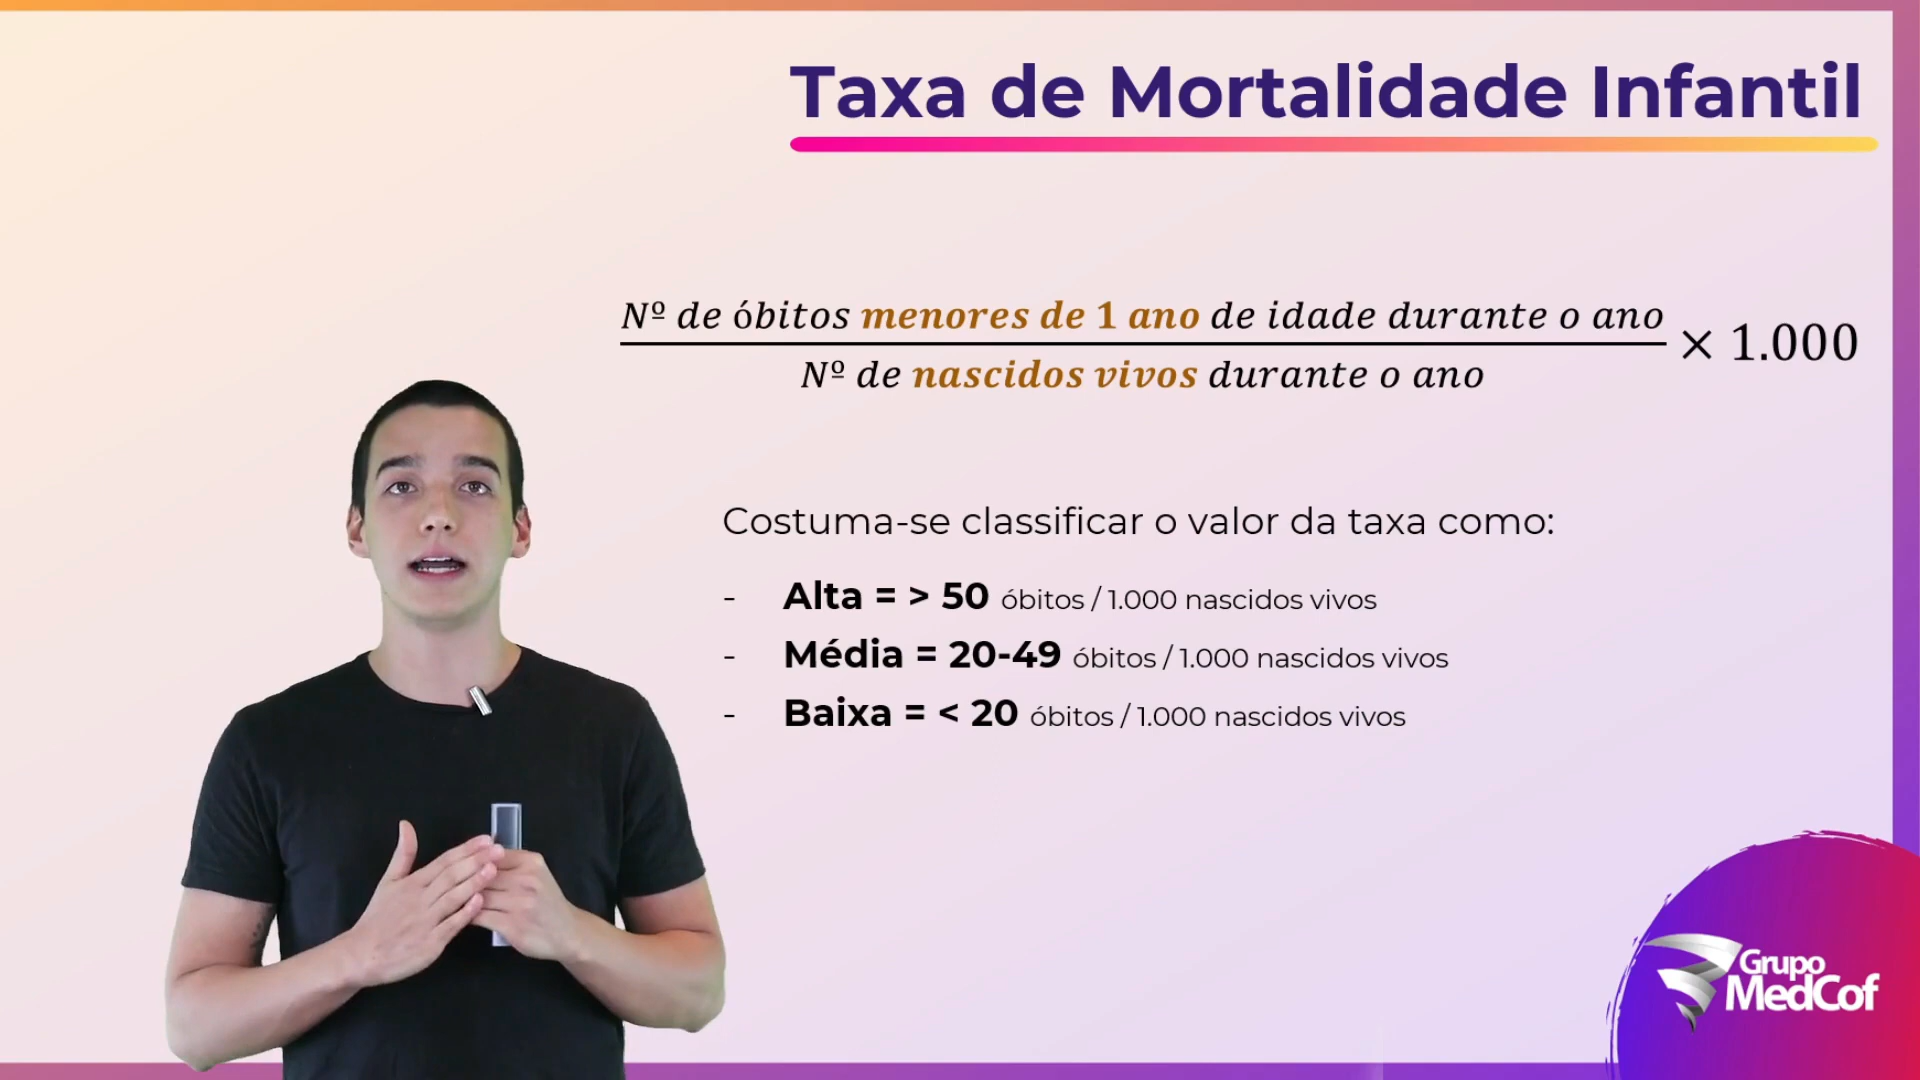 Taxa de Mortalidade Infantil
Nº de óbitos menores de 1 ano de idade durante o ano
Nº de nascidos vivos durante o ano
× 1.000
Costuma-se classificar o valor da taxa como:
- Alta = > 50 óbitos / 1.000 nascidos vivos
- Média = 20-49 óbitos / 1.000 nascidos vivos
- Baixa = < 20 óbitos / 1.000 nascidos vivos
Grupo
MedCof